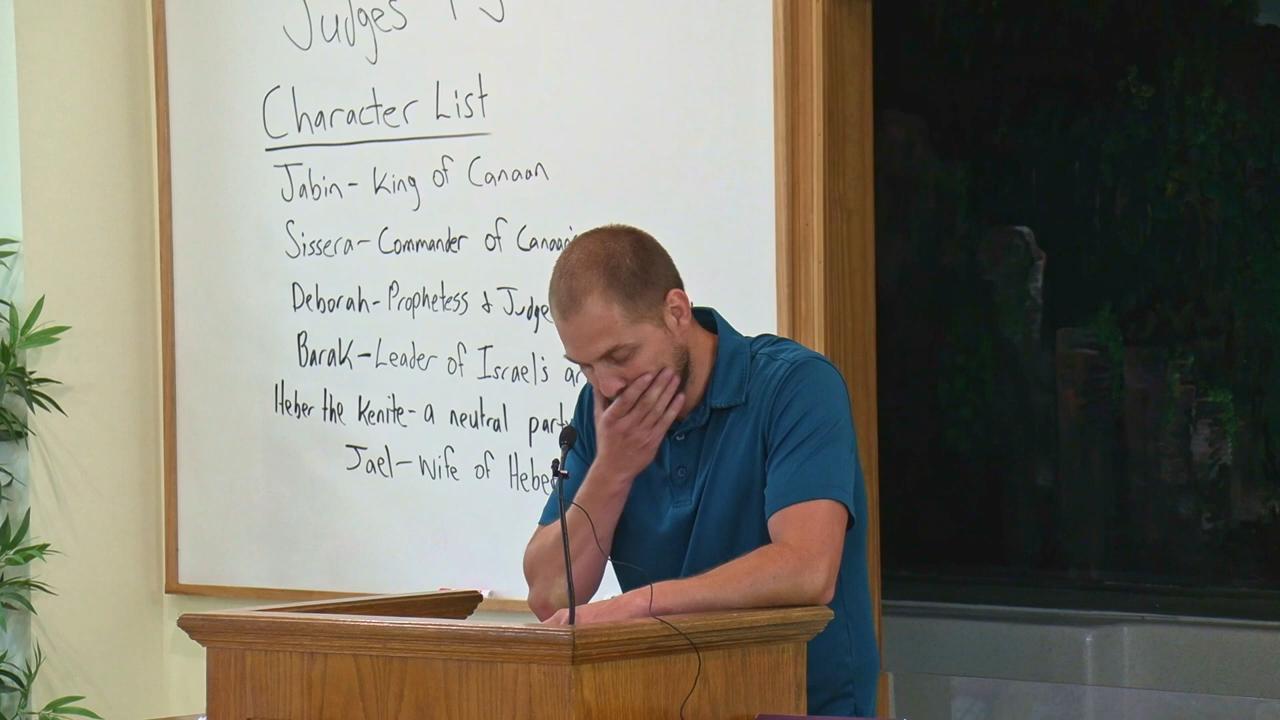 Judges
Character List
Jabin- King of Canaan
Sissera- Commander of
Deborah- Prophetess & Judge
Barak- Leader of Israel's
Heber the Kenite- a neutral
Jael- wife of